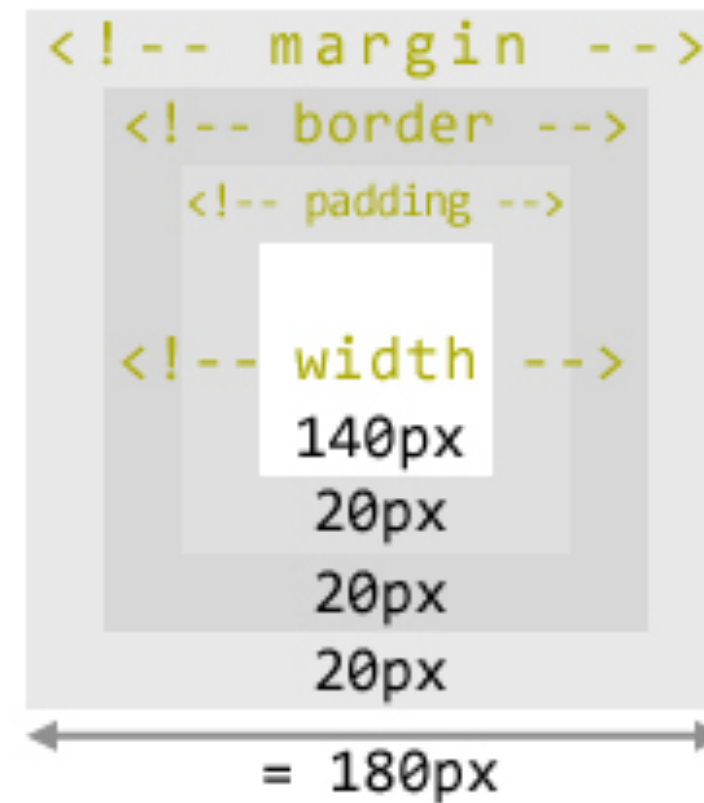 <!-- margin -->
<!-- border -->
<!-- padding -->
<!-- width -->
140px
20px
20px
20px
= 180px